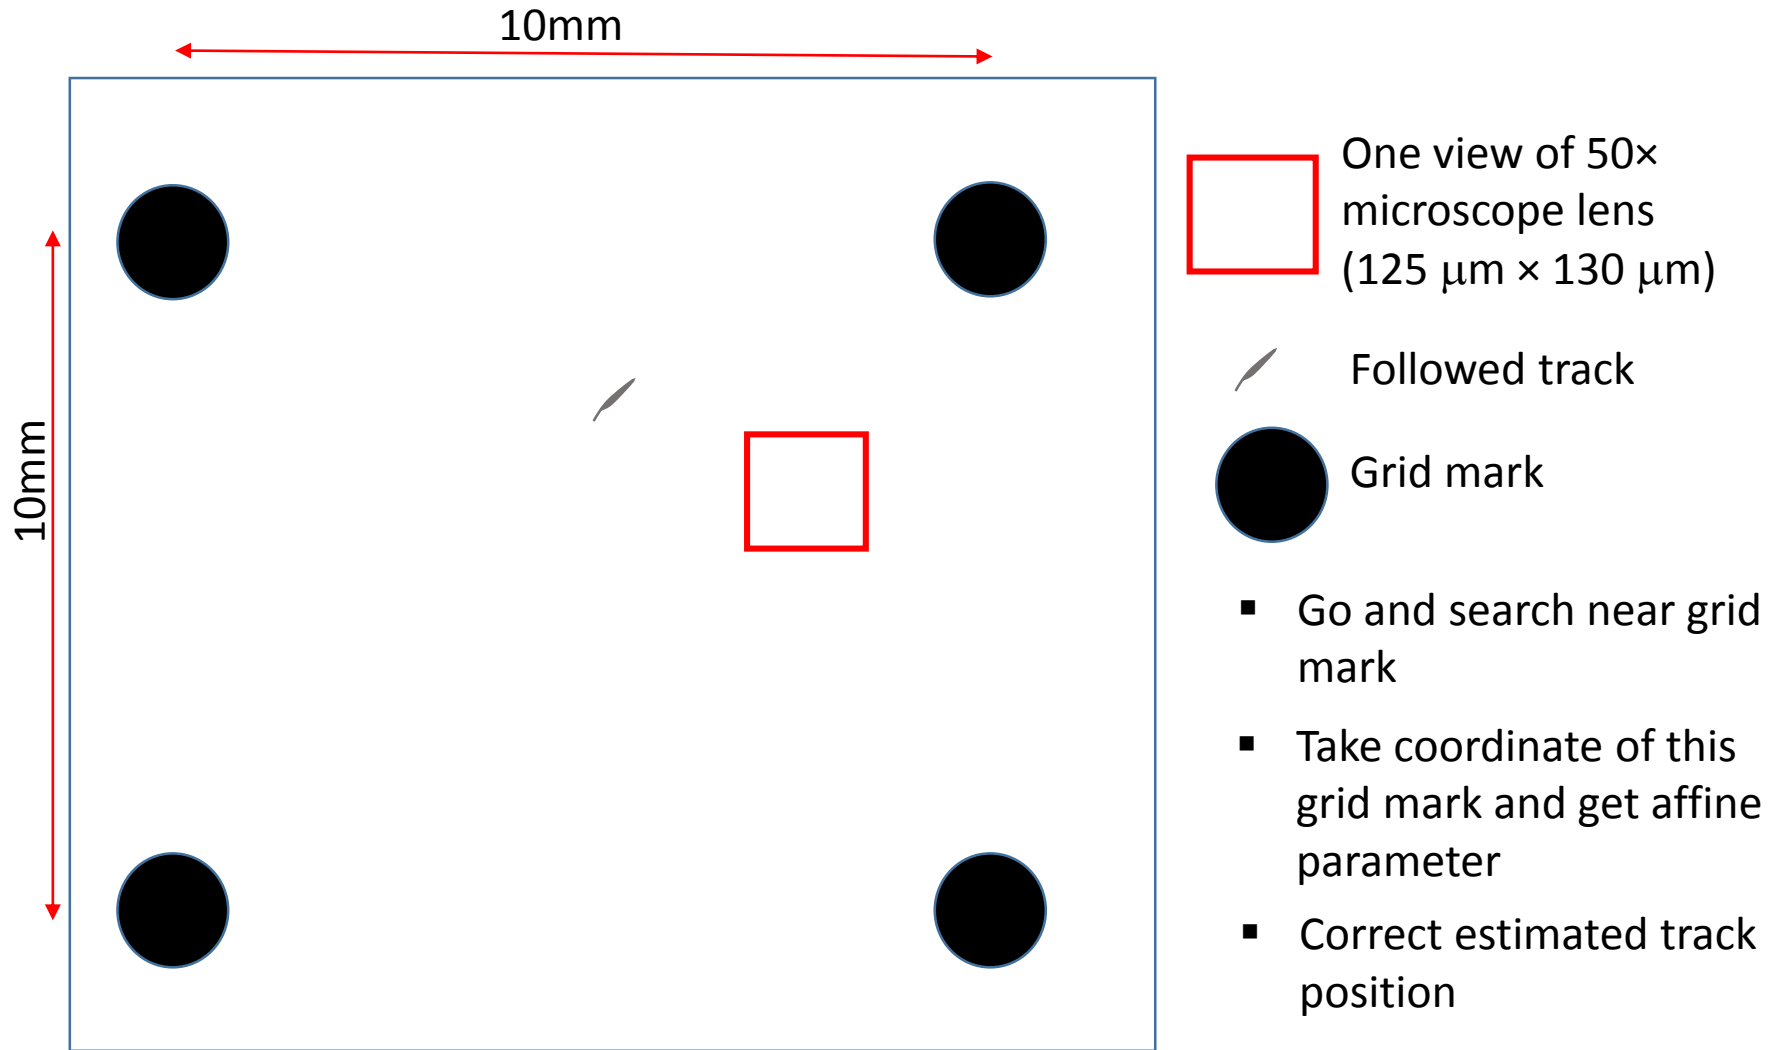 10mm
10mm
One view of 50×
microscope lens
(125 μm × 130 μm)
Followed track
Grid mark
▪ Go and search near grid
mark
▪ Take coordinate of this
grid mark and get affine
parameter
▪ Correct estimated track
position